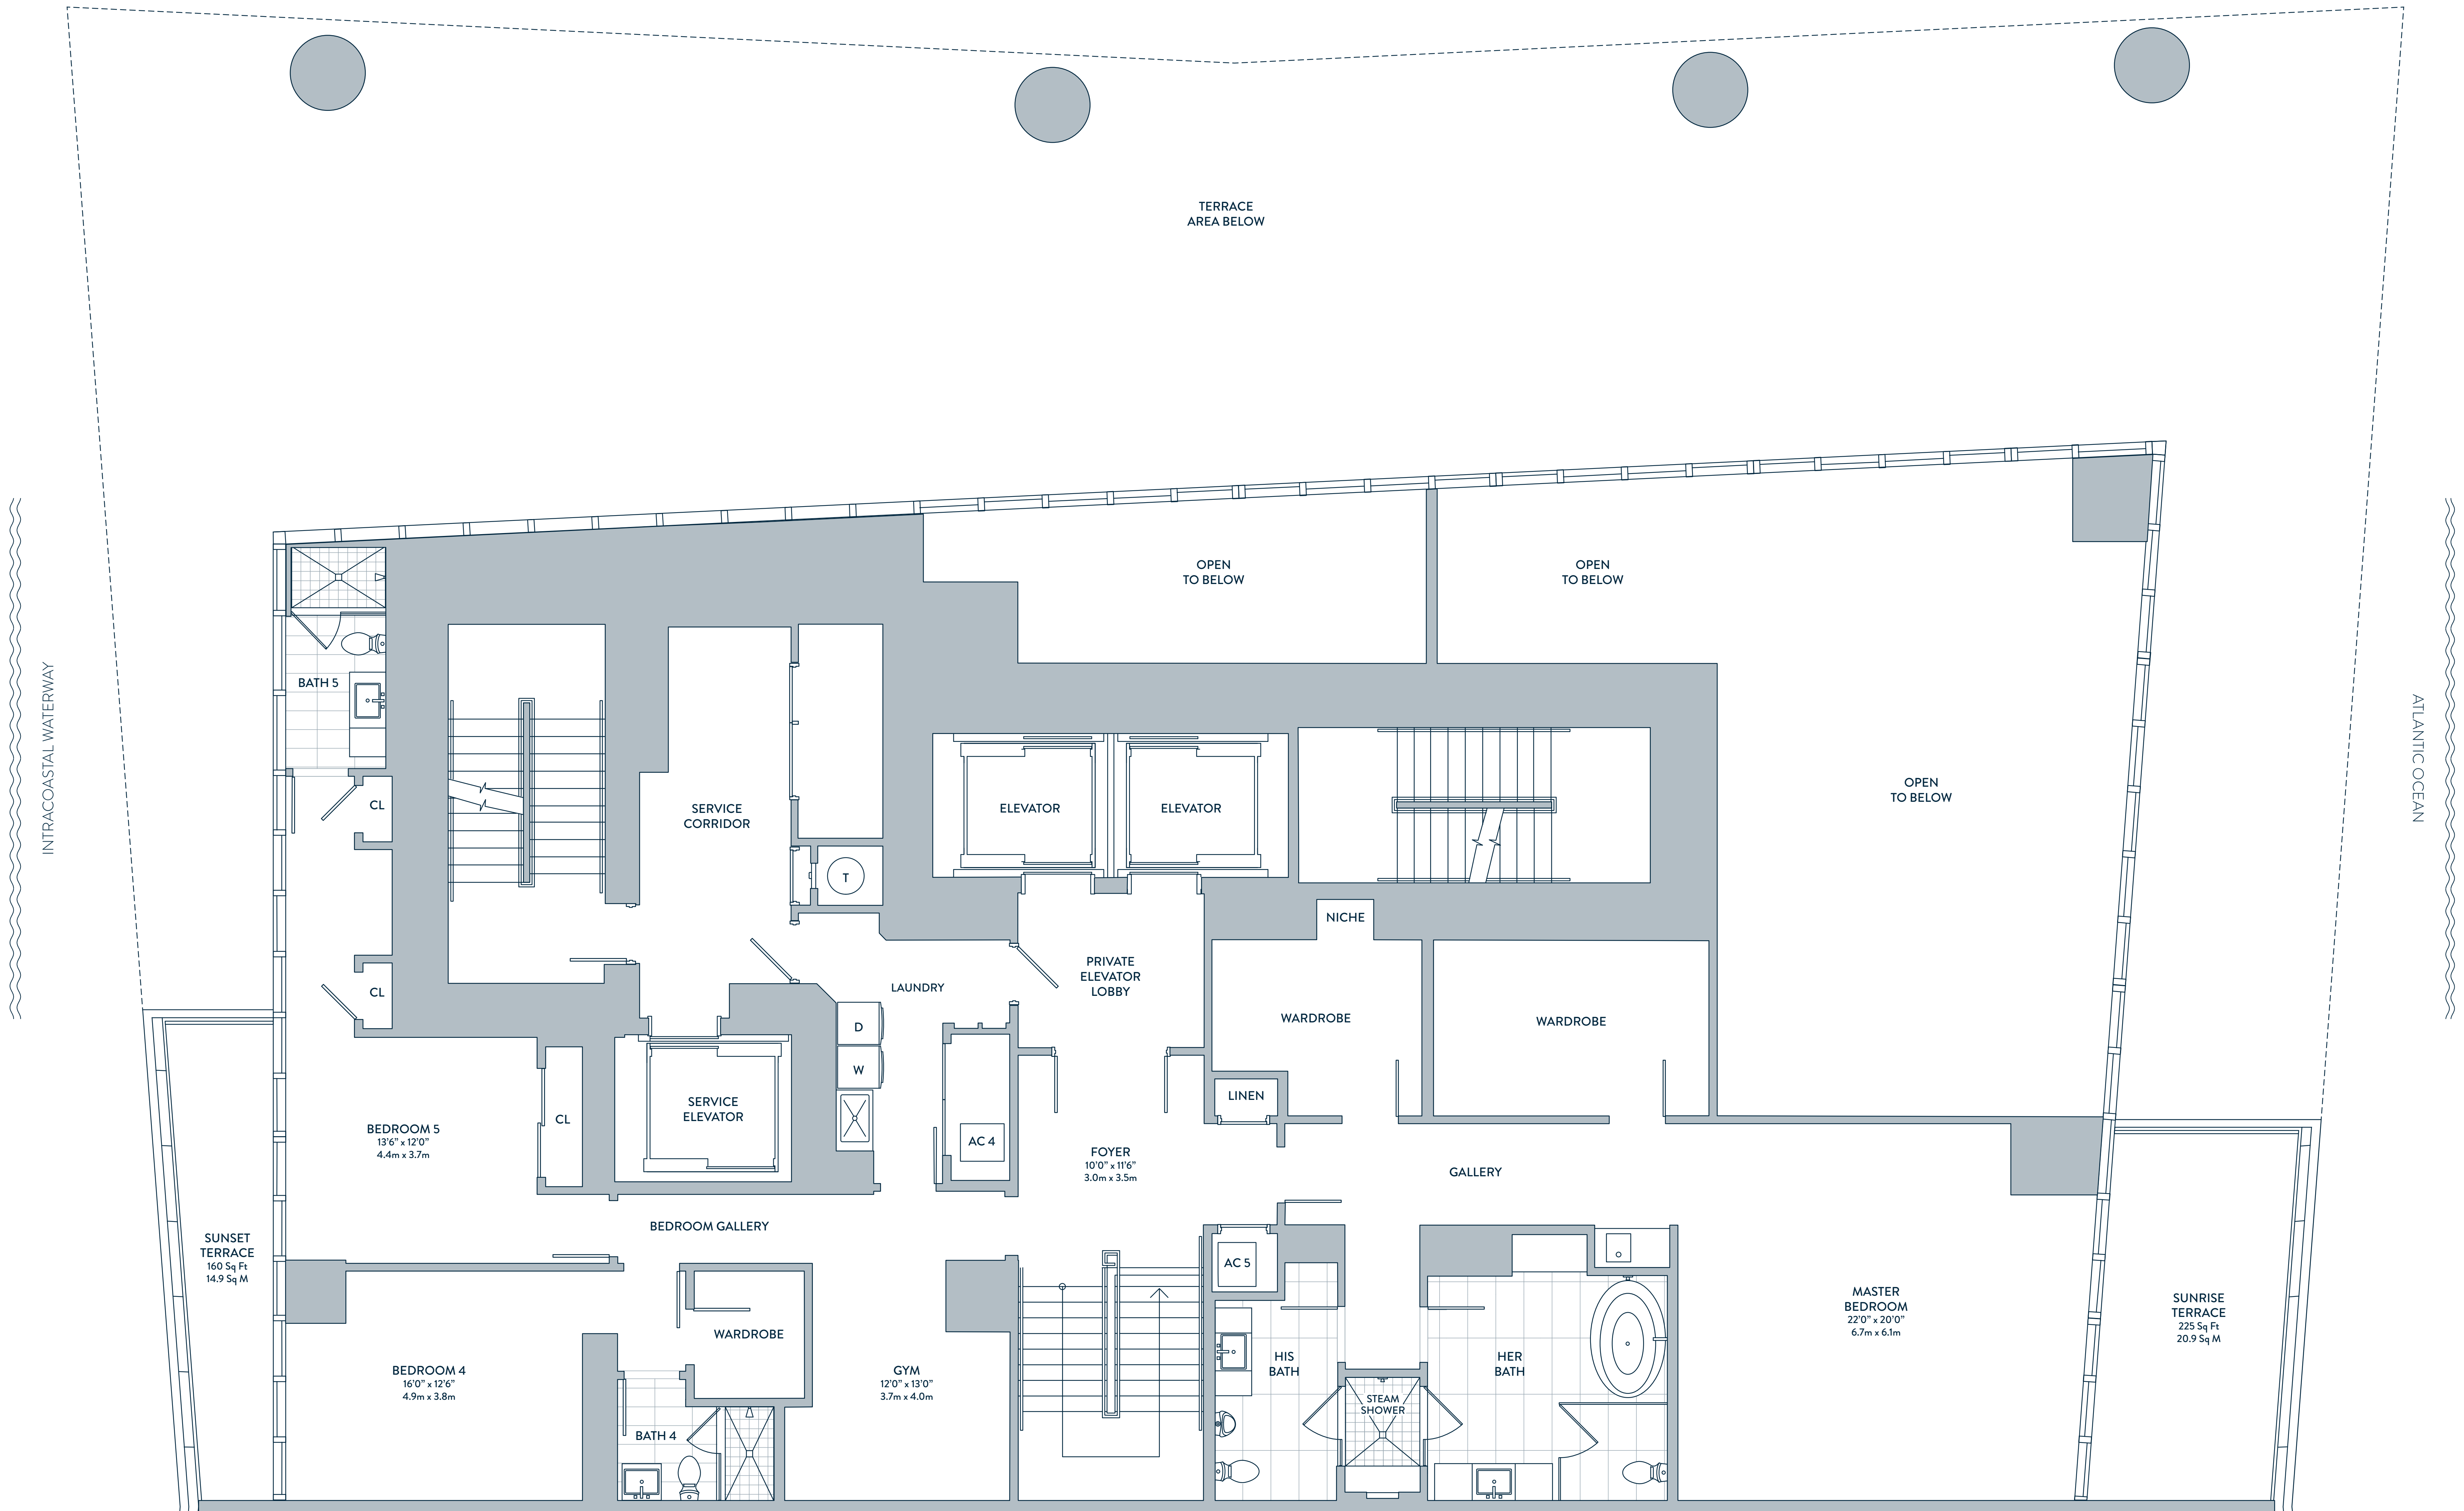 TERRACE
AREA BELOW
OPEN
TO BELOW
OPEN
TO BELOW
INTRACOASTAL WATERWAY
ATLANTIC OCEAN
BATH 5
CL
SERVICE
CORRIDOR
ELEVATOR
ELEVATOR
OPEN
TO BELOW
T
NICHE
CL
LAUNDRY
PRIVATE
ELEVATOR
LOBBY
WARDROBE
WARDROBE
D
W
LINEN
BEDROOM 5
13’6” x 12’0”
4.4m x 3.7m
CL
SERVICE
ELEVATOR
AC 4
FOYER
10’0” x 11’6”
3.0m x 3.5m
GALLERY
BEDROOM GALLERY
SUNSET
TERRACE
160 Sq Ft
14.9 Sq M
AC 5
BEDROOM 4
16’0” x 12’6”
4.9m x 3.8m
WARDROBE
BATH 4
GYM
12’0” x 13’0”
3.7m x 4.0m
HIS
BATH
STEAM
SHOWER
HER
BATH
MASTER
BEDROOM
22’0” x 20’0”
6.7m x 6.1m
SUNRISE
TERRACE
225 Sq Ft
20.9 Sq M